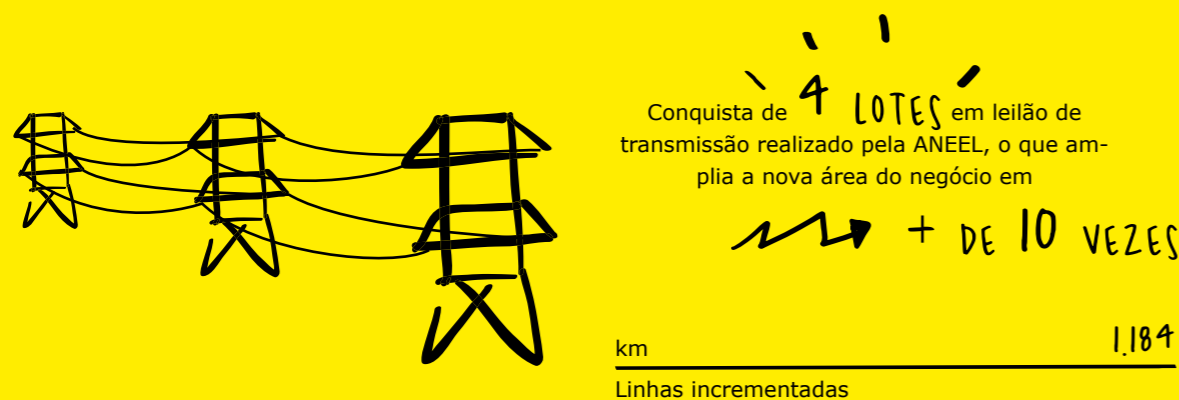 Conquista de 4 LOTES em leilão de
transmissão realizado pela ANEEL, o que am-
plia a nova área do negócio em
+ DE 10 VEZES
km 1.184
Linhas incrementadas